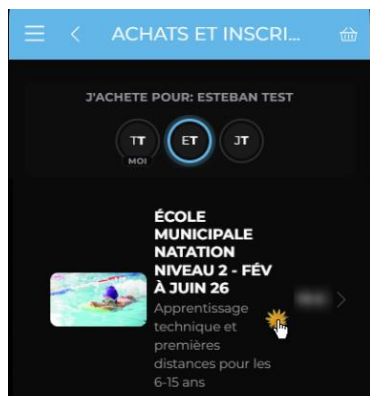 ACHATS ET INSCRI...
J'ACHETE POUR: ESTEBAN TEST
TT ET JT
MOI
ÉCOLE
MUNICIPALE
NATATION
NIVEAU 2 - FÉV
À JUIN 26
Apprentissage
technique et
premières
distances pour les
6-15 ans